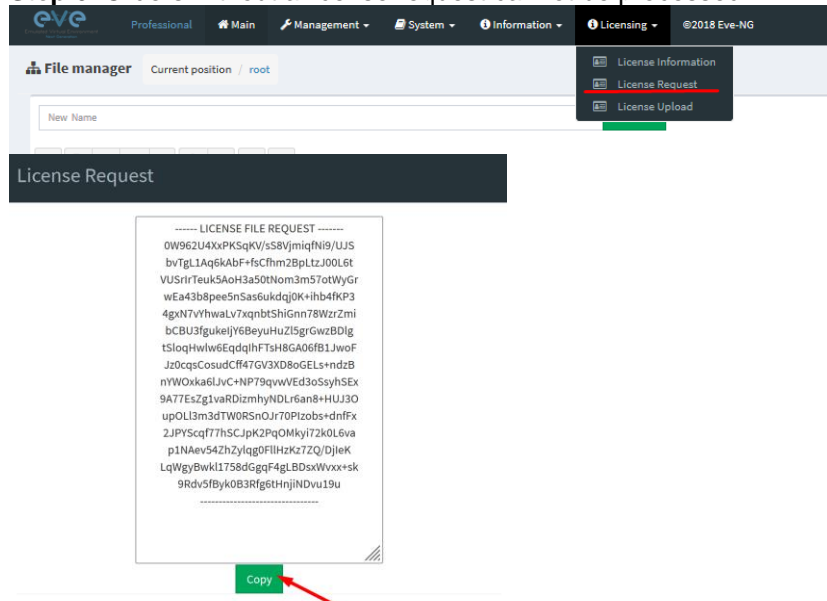 eve
Professional Main Management System Information Licensing ©2018 Eve-NG
File manager Current position / root
License Information
License Request
License Upload
New Name
License Request
------ LICENSE FILE REQUEST -------
0W962U4XxPKSqKV/sS8VjmiqfNi9/UJS
bvTgL1Aq6kAbF+fsCfhm2BpLtzJ00L6t
VUSrIrTeuk5AoH3a50tNom3m57otWyGr
wEa43b8pee5nSas6ukdqj0K+ihb4fKP3
4gxN7vYhwaLv7xqnbtShiGnn78WzrZmi
bCBU3fgukeIjY6BeyuHuZl5grGwzBDlg
tSloqHwlw6EqdqIhFTsH8GA06fB1JwoF
Jz0cqsCosudCff47GV3XD8oGELs+ndzB
nYWOxka6lJvC+NP79qvwVEd3oSsyhSEx
9A77EsZg1vaRDizmhyNDLr6an8+HUJ3O
upOLl3m3dTW0RSnOJr70PIzobs+dnfFx
2JPYScqf77hSCJpK2PqOMkyi72k0L6va
p1NAev54ZhZylqg0FllHzKz7ZQ/DjIeK
LqWgyBwkl1758dGgqF4gLBDsxWvxx+sk
9Rdv5fByk0B3Rfg6tHnjiNDvu19u
--------------------------------
Copy